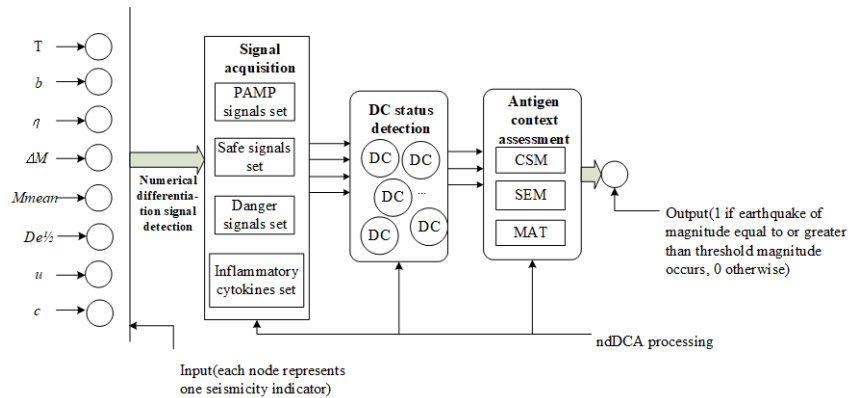 T
b
η
ΔM
Mmean
De½
u
c
Numerical
differentia-
tion signal
detection
Signal
acquisition
PAMP
signals set
Safe signals
set
Danger
signals set
Inflammatory
cytokines set
DC status
detection
DC
DC
DC
...
DC
DC
Antigen
context
assessment
CSM
SEM
MAT
Output(1 if earthquake of
magnitude equal to or greater
than threshold magnitude
occurs, 0 otherwise)
ndDCA processing
Input(each node represents
one seismicity indicator)